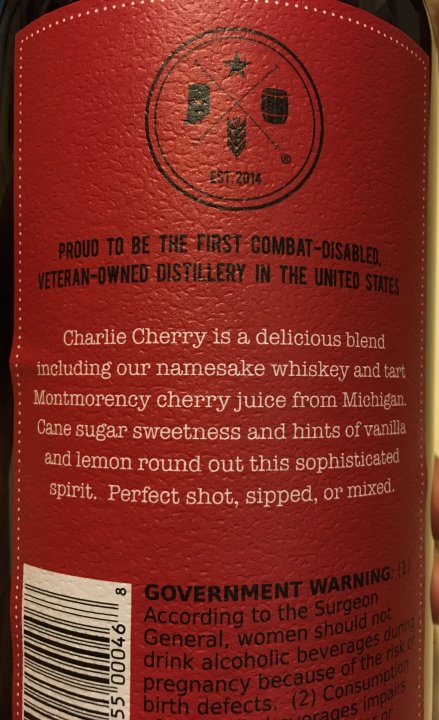 EST. 2014
®
PROUD TO BE THE FIRST COMBAT-DISABLED,
VETERAN-OWNED DISTILLERY IN THE UNITED STATES
Charlie Cherry is a delicious blend
including our namesake whiskey and tart
Montmorency cherry juice from Michigan.
Cane sugar sweetness and hints of vanilla
and lemon round out this sophisticated
spirit. Perfect shot, sipped, or mixed.
55 00046 8
GOVERNMENT WARNING: (1)
According to the Surgeon
General, women should not
drink alcoholic beverages during
pregnancy because of the risk of
birth defects. (2) Consumption
impairs